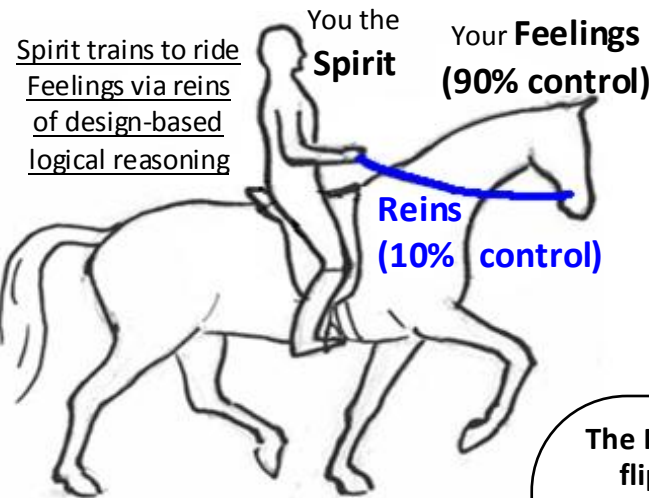 Spirit trains to ride
Feelings via reins
of design-based
logical reasoning
You the
Spirit
Your Feelings
(90% control)
Reins
(10% control)
The
flip